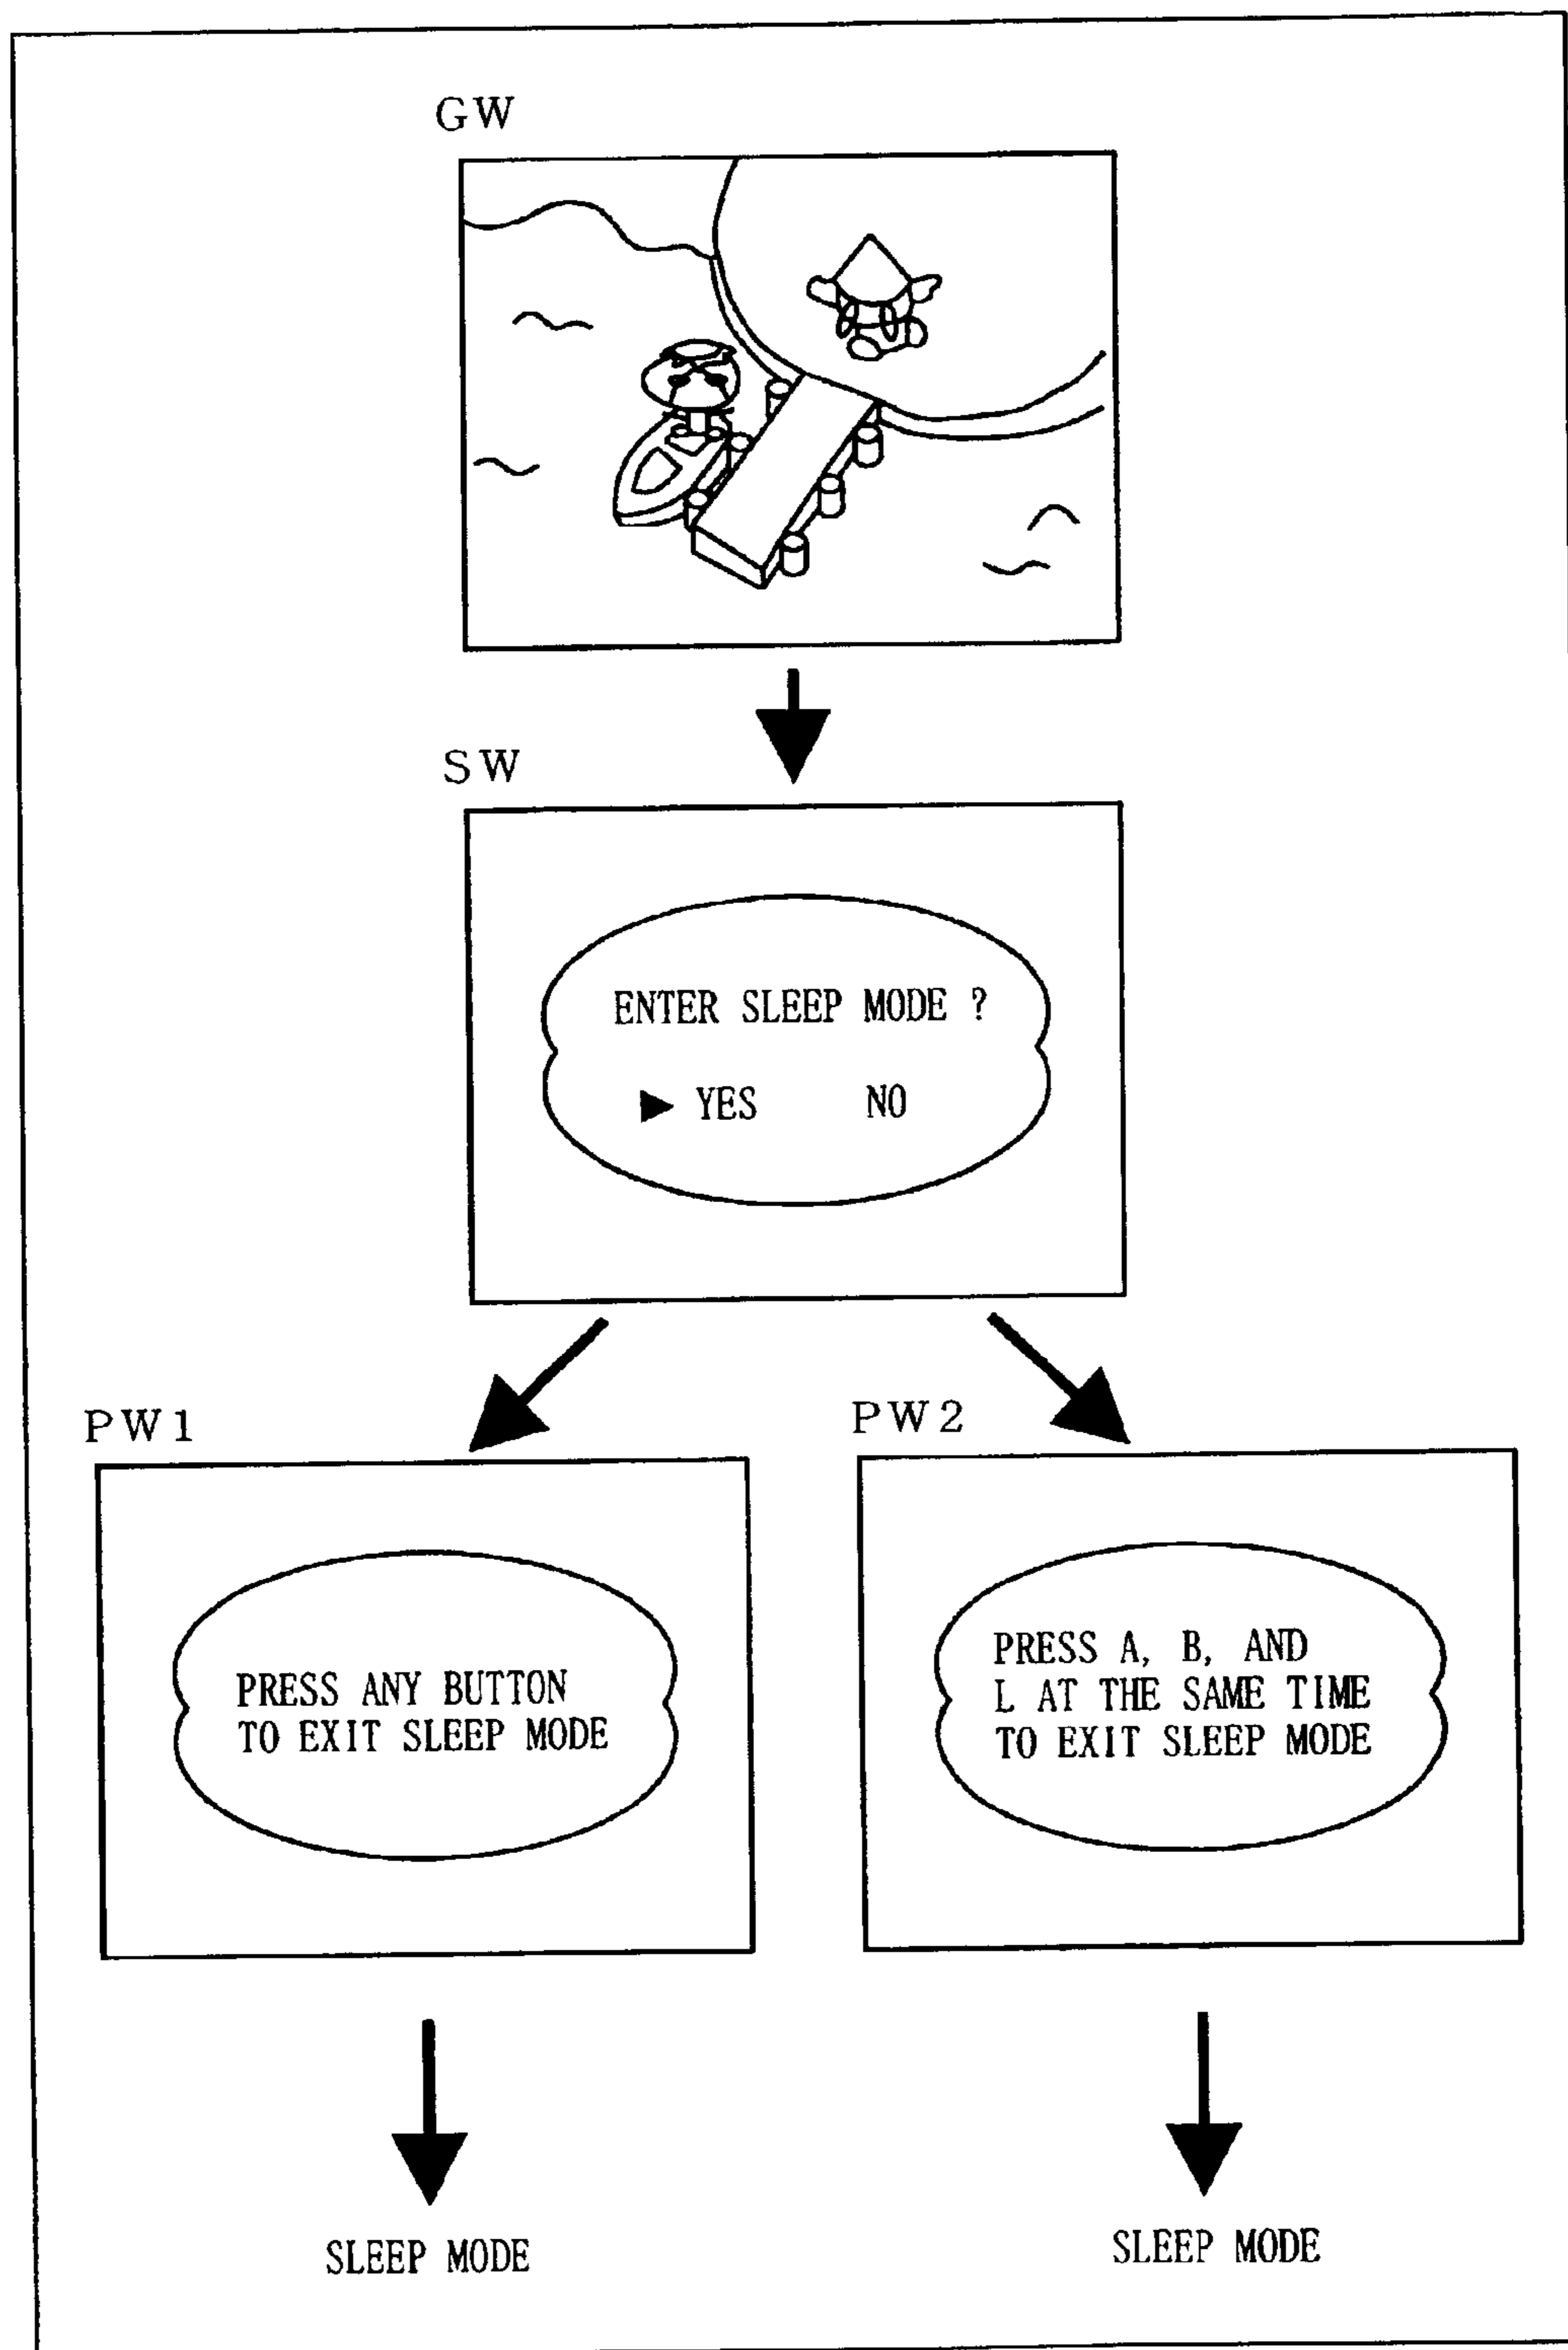 GW
SW
ENTER SLEEP MODE ?
▶ YES NO
PW1
PRESS ANY BUTTON
TO EXIT SLEEP MODE
PW2
PRESS A, B, AND
L AT THE SAME TIME
TO EXIT SLEEP MODE
SLEEP MODE
SLEEP MODE